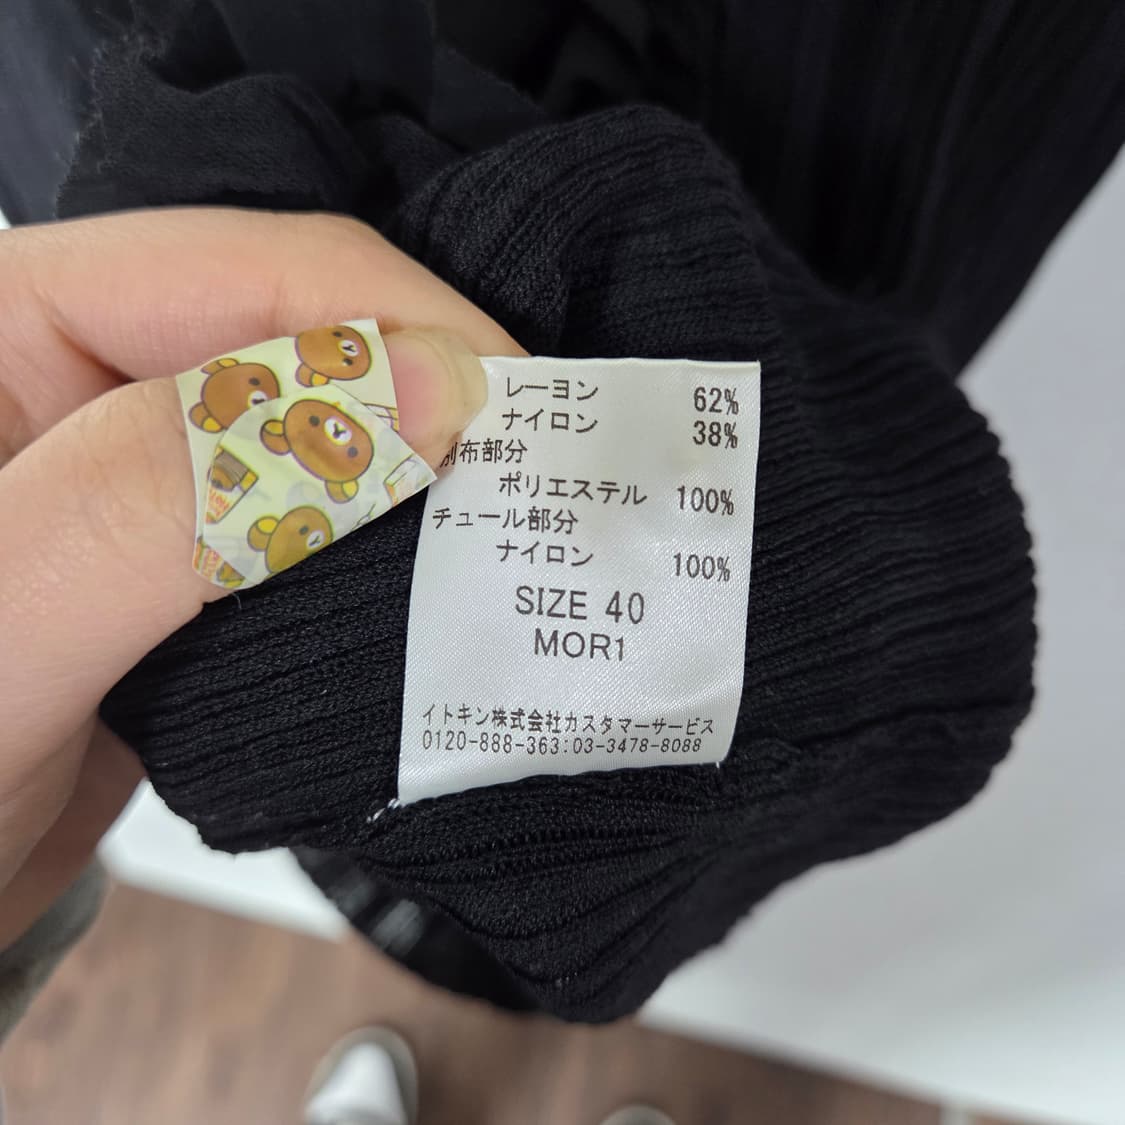 レーヨン 62%
ナイロン 38%
別布部分
ポリエステル 100%
チュール部分
ナイロン 100%
SIZE 40
MOR1
イトキン株式会社カスタマーサービス
0120-888-363:03-3478-8088